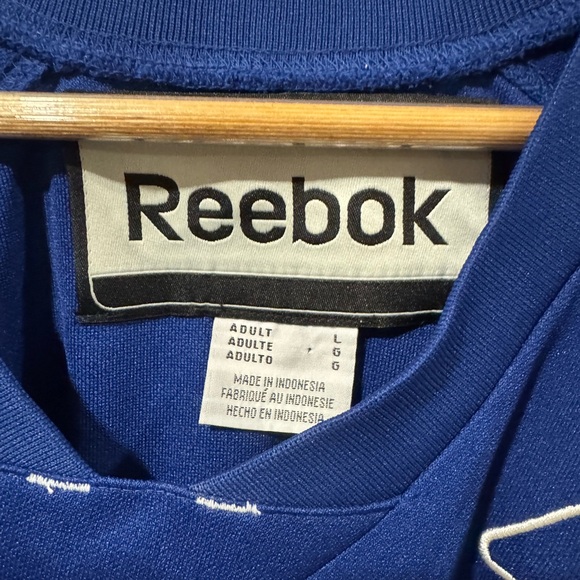 Reebok
ADULT L
ADULTE G
ADULTO G
MADE IN INDONESIA
FABRIQUÉ AU INDONESIE
HECHO EN INDONESIA